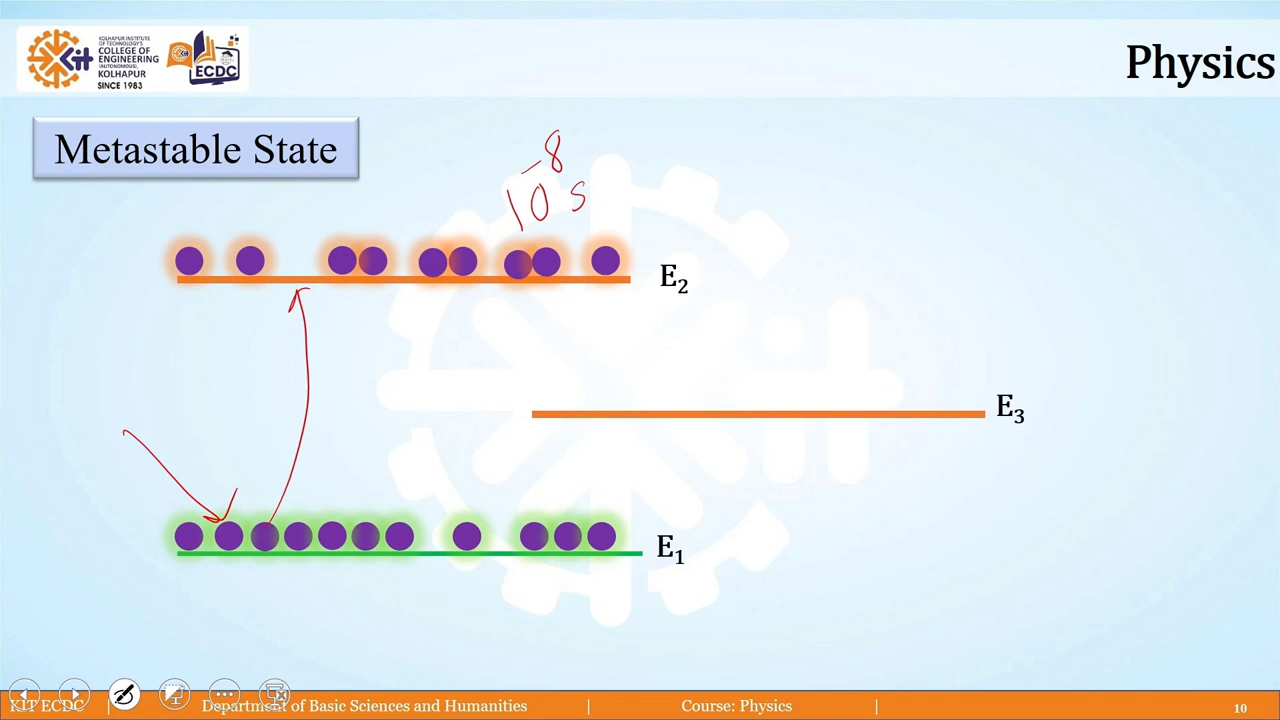 KOLHAPUR INSTITUTE
OF TECHNOLOGY'S
COLLEGE OF
ENGINEERING
(AUTONOMOUS),
KOLHAPUR
SINCE 1983
Kit
ECDC
Physics
Metastable State
10⁻⁸ s
E₂
E₃
E₁
KIT ECDC | Department of Basic Sciences and Humanities | Course: Physics | 10